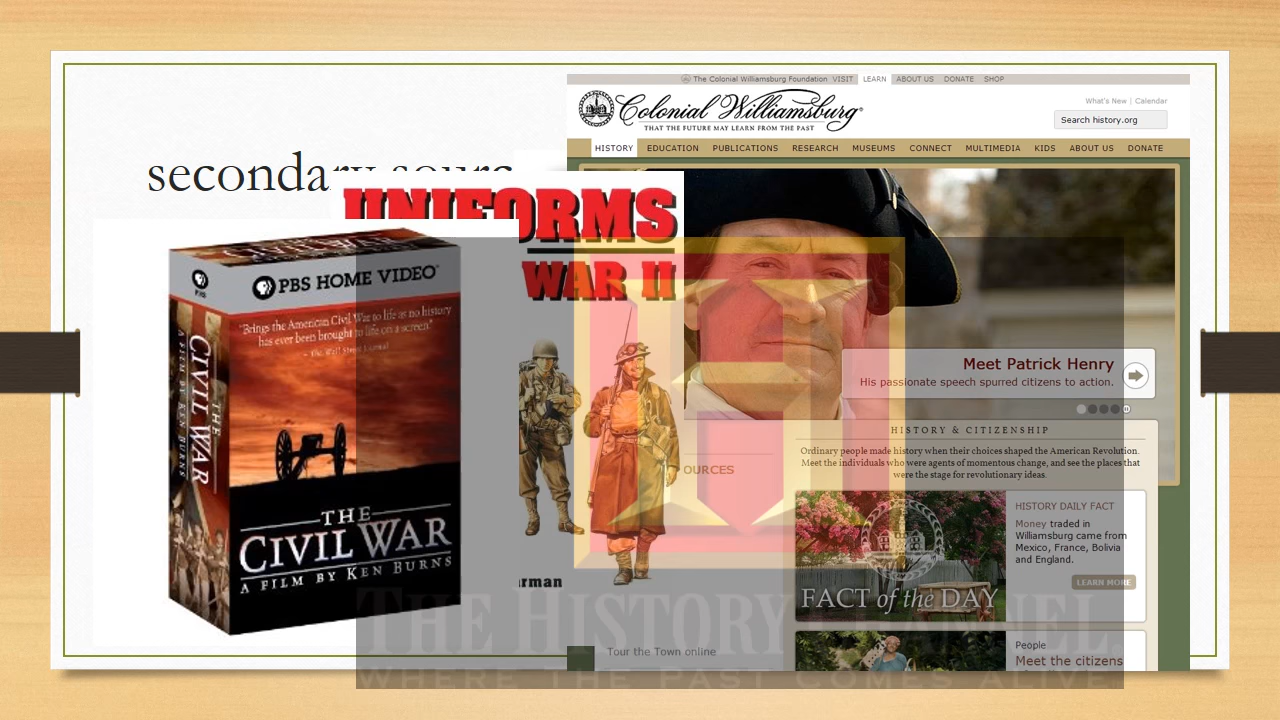 secondary sourc
The Colonial Williamsburg Foundation VISIT LEARN ABOUT US DONATE SHOP
Colonial Williamsburg®
THAT THE FUTURE MAY LEARN FROM THE PAST
What's New | Calendar
Search history.org
HISTORY EDUCATION PUBLICATIONS RESEARCH MUSEUMS CONNECT MULTIMEDIA KIDS ABOUT US DONATE
UNIFORMS
WAR II
PBS HOME VIDEO
PBS
"Brings the American Civil War to life as no history
has ever been brought to life on a screen."
– The Wall Street Journal
THE
CIVIL WAR
A FILM BY KEN BURNS
THE
CIVIL WAR
A FILM BY KEN BURNS
Meet Patrick Henry
His passionate speech spurred citizens to action.
HISTORY & CITIZENSHIP
Ordinary people made history when their choices shaped the American Revolution.
Meet the individuals who were agents of momentous change, and see the places that
were the stage for revolutionary ideas.
OURCES
HISTORY DAILY FACT
Money traded in
Williamsburg came from
Mexico, France, Bolivia
and England.
LEARN MORE
FACT of the DAY
rman
THE HISTORY CHANNEL.
WHERE THE PAST COMES ALIVE.
Tour the Town online
People
Meet the citizens